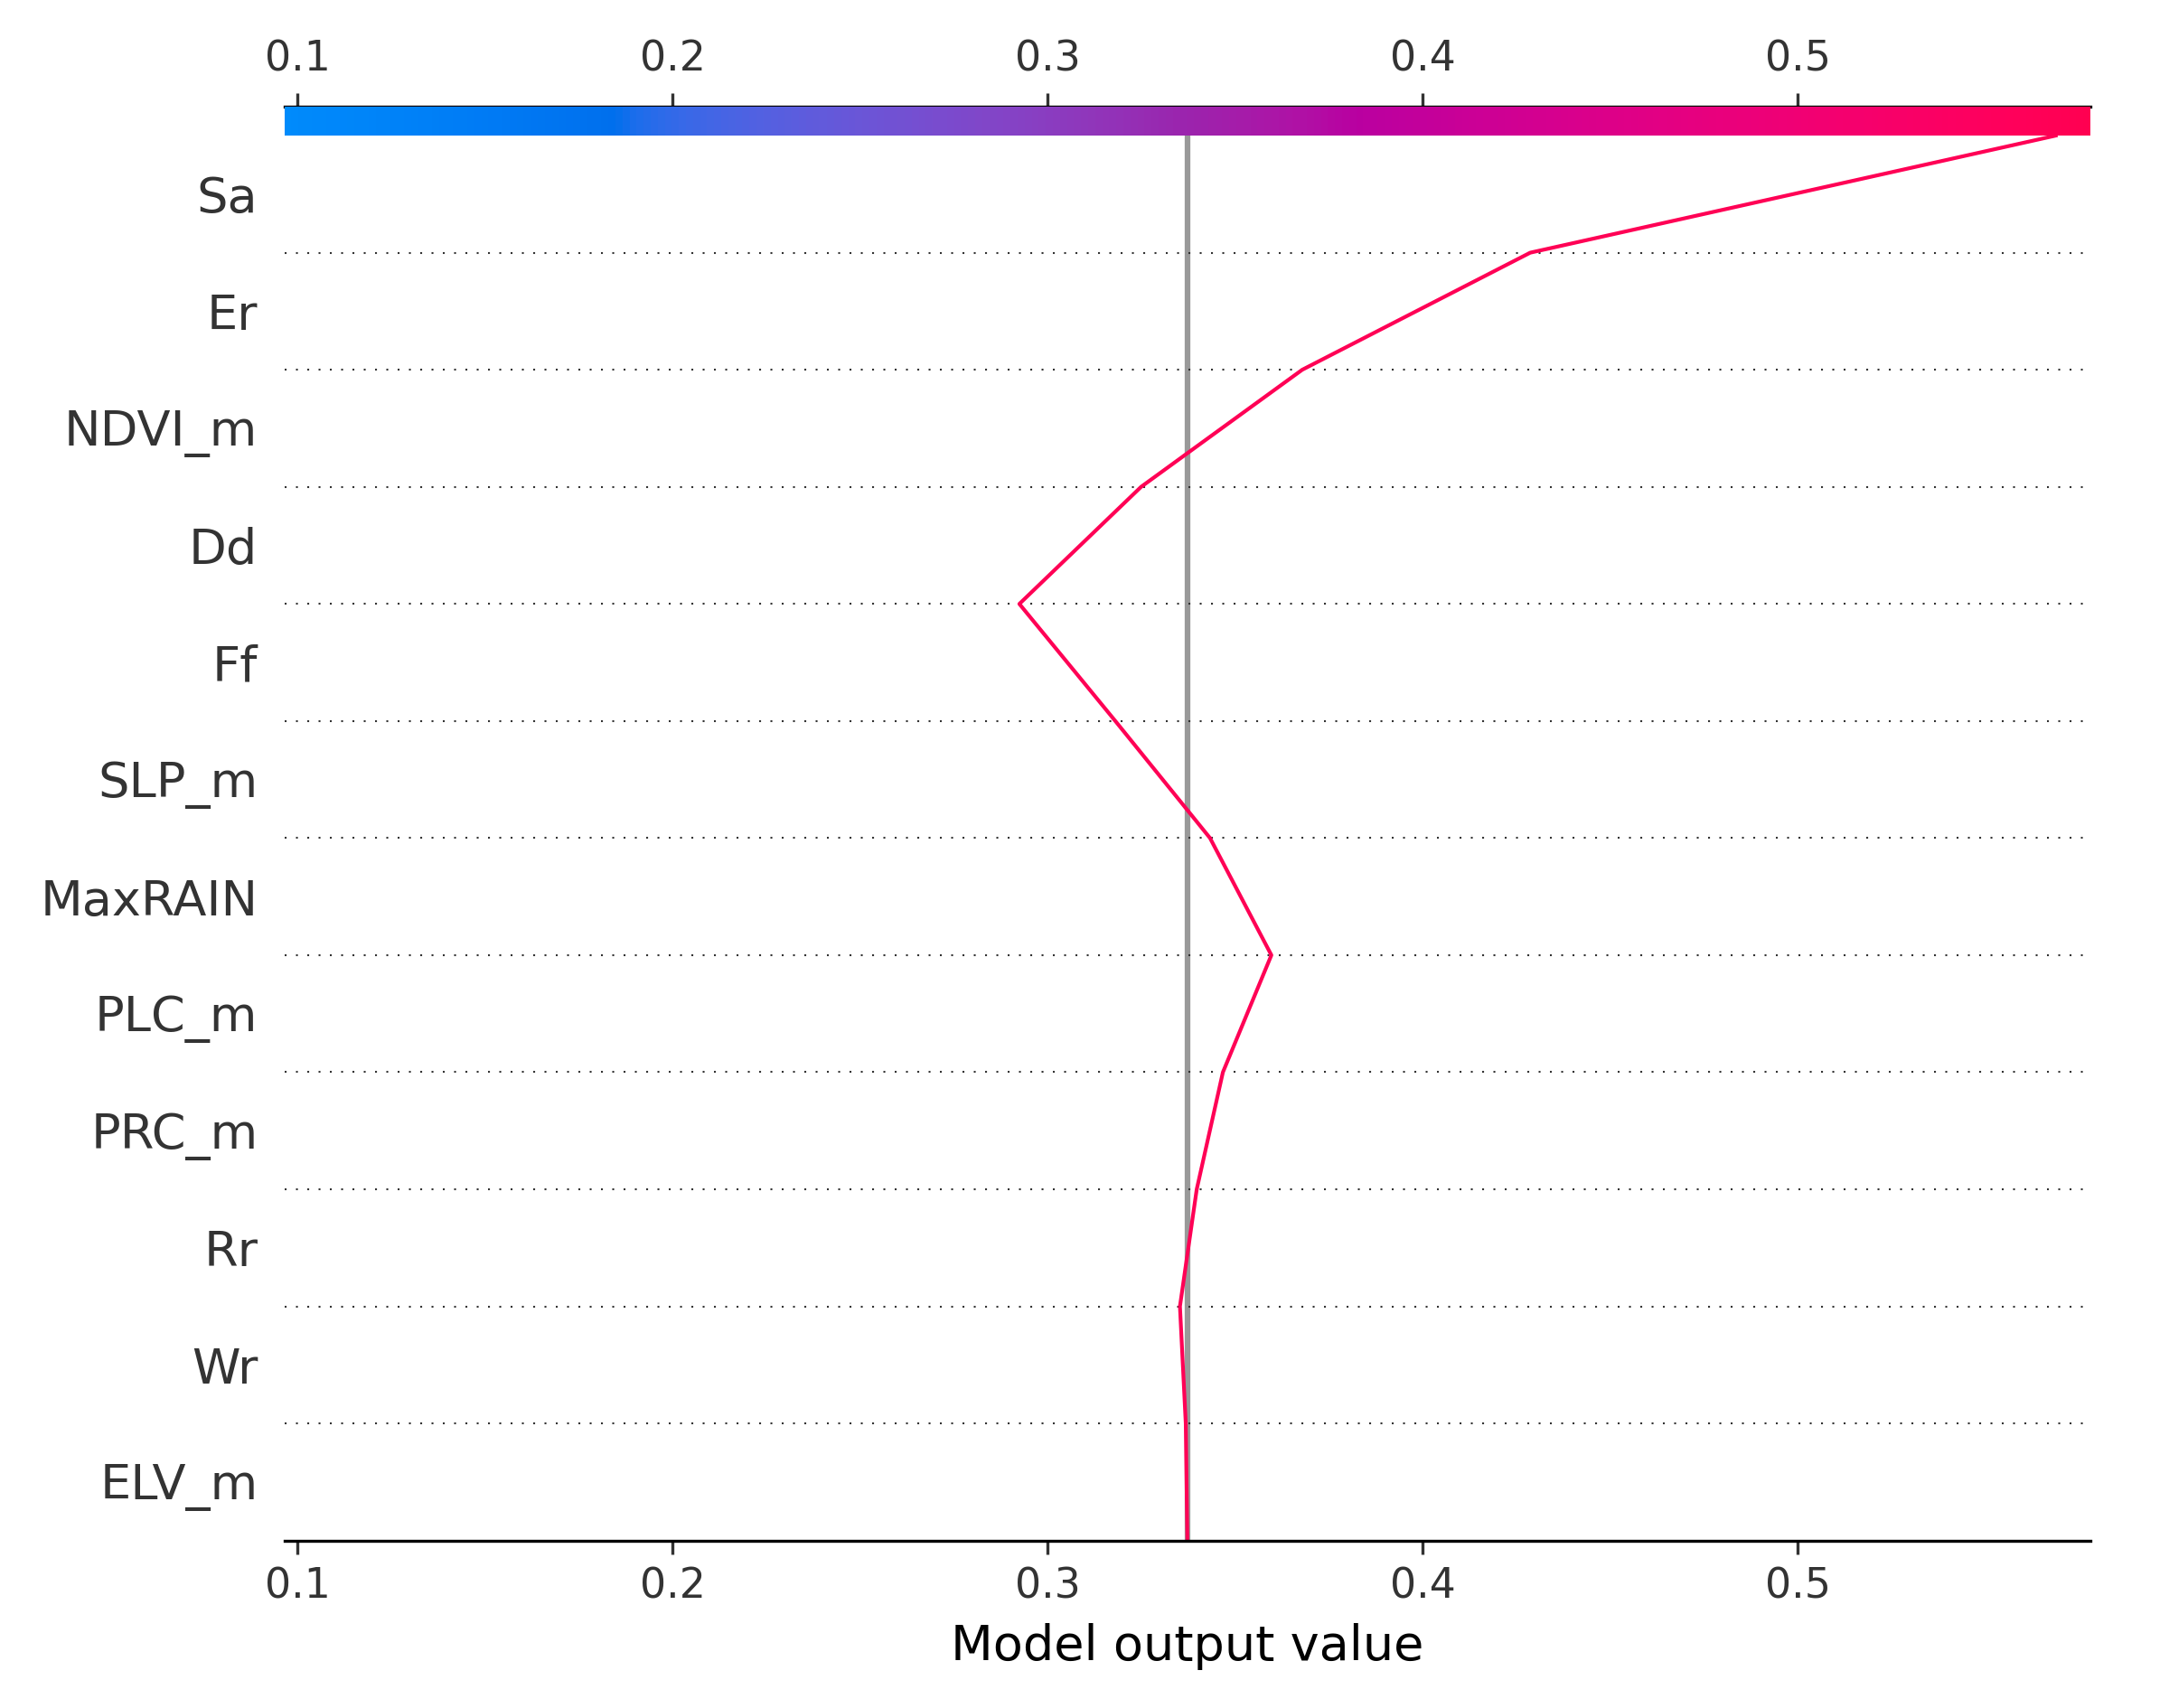 0.1 0.2 0.3 0.4 0.5
Sa
Er
NDVI_m
Dd
Ff
SLP_m
MaxRAIN
PLC_m
PRC_m
Rr
Wr
ELV_m
0.1 0.2 0.3 0.4 0.5
Model output value